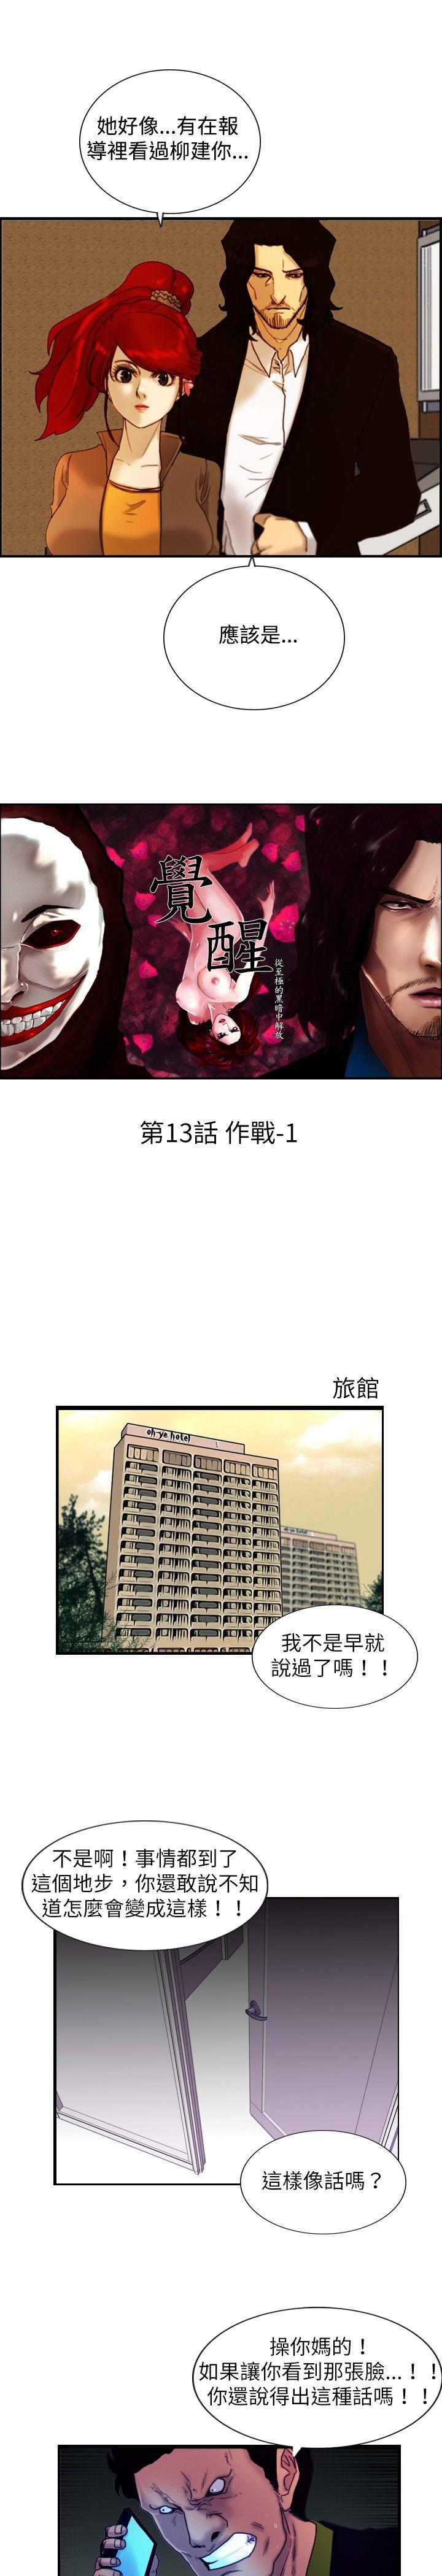 她好像...有在報
導裡看過柳建你...
應該是...
覺醒
從至極的黑暗中解放
第13話 作戰-1
旅館
oh-ye hotel
oh-ye hotel
我不是早就
說過了嗎！！
不是啊！事情都到了
這個地步，你還敢說不知
道怎麼會變成這樣！！
這樣像話嗎？
操你媽的！
如果讓你看到那張臉...！！
你還說得出這種話嗎！！